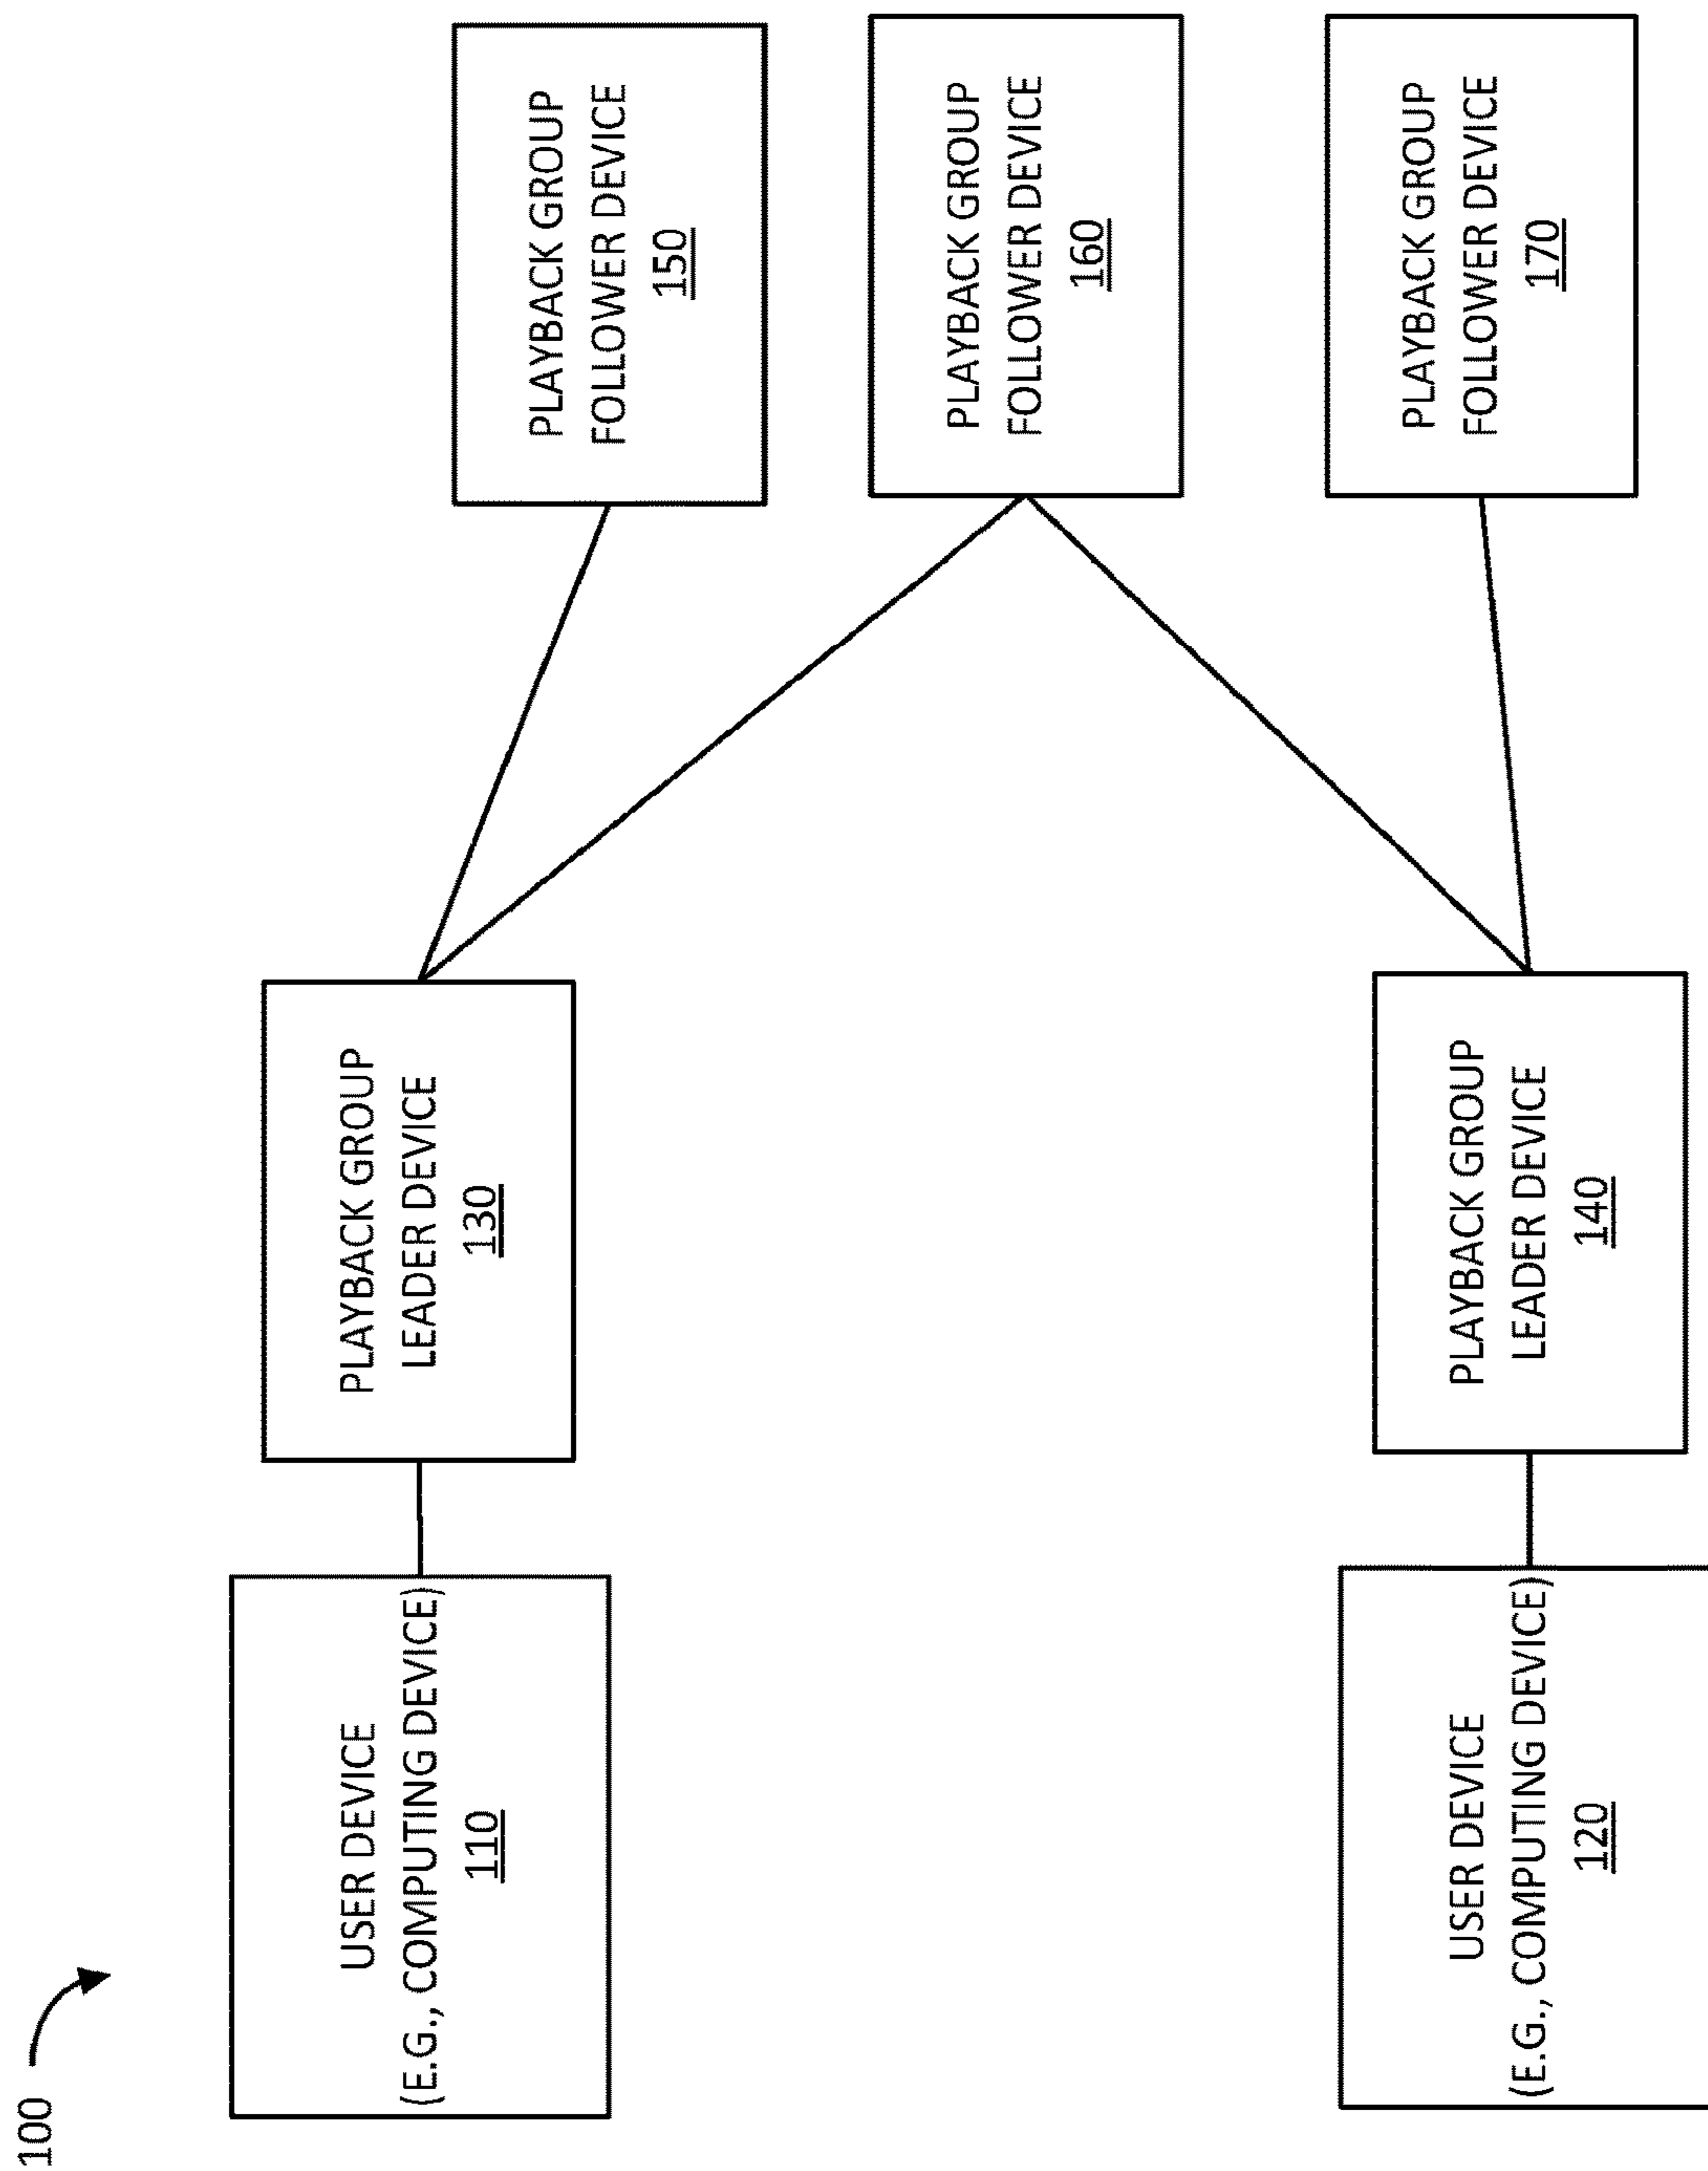 100
USER DEVICE
(E.G., COMPUTING DEVICE)
110
PLAYBACK GROUP
LEADER DEVICE
130
PLAYBACK GROUP
FOLLOWER DEVICE
150
PLAYBACK GROUP
FOLLOWER DEVICE
160
USER DEVICE
(E.G., COMPUTING DEVICE)
120
PLAYBACK GROUP
LEADER DEVICE
140
PLAYBACK GROUP
FOLLOWER DEVICE
170